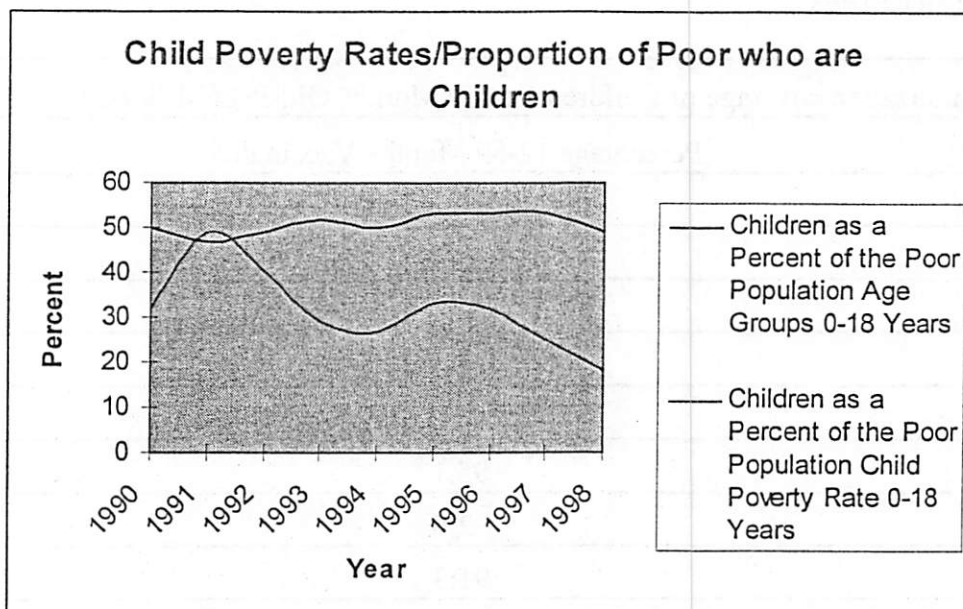 Child Poverty Rates/Proportion of Poor who are
Children
60
50
40
30
20
10
0
Percent
1990
1991
1992
1993
1994
1995
1996
1997
1998
Year
Children as a
Percent of the Poor
Population Age
Groups 0-18 Years
Children as a
Percent of the Poor
Population Child
Poverty Rate 0-18
Years